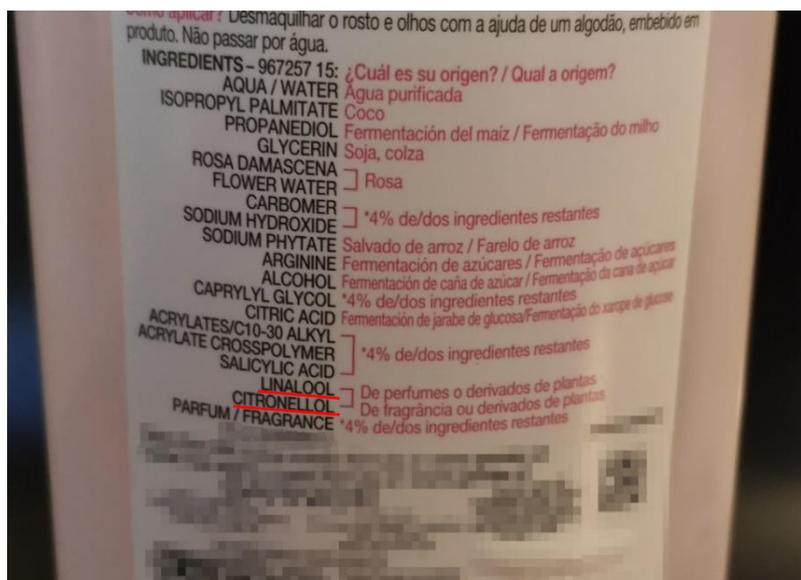 Como aplicar? Desmaquilhar o rosto e olhos com a ajuda de um algodão, embebido em
produto. Não passar por água.
INGREDIENTS – 967257 15: ¿Cuál es su origen? / Qual a origem?
AQUA / WATER Agua purificada
ISOPROPYL PALMITATE Coco
PROPANEDIOL Fermentación del maíz / Fermentação do milho
GLYCERIN Soja, colza
ROSA DAMASCENA
FLOWER WATER Rosa
CARBOMER
SODIUM HYDROXIDE *4% de/dos ingredientes restantes
SODIUM PHYTATE Salvado de arroz / Farelo de arroz
ARGININE Fermentación de azúcares / Fermentação de açúcares
ALCOHOL Fermentación de caña de azúcar / Fermentação da cana de açúcar
CAPRYLYL GLYCOL *4% de/dos ingredientes restantes
CITRIC ACID Fermentación de jarabe de glucosa/Fermentação do xarope de glucose
ACRYLATES/C10-30 ALKYL
ACRYLATE CROSSPOLYMER *4% de/dos ingredientes restantes
SALICYLIC ACID
LINALOOL De perfumes o derivados de plantas
CITRONELLOL De fragrância ou derivados de plantas
PARFUM / FRAGRANCE *4% de/dos ingredientes restantes